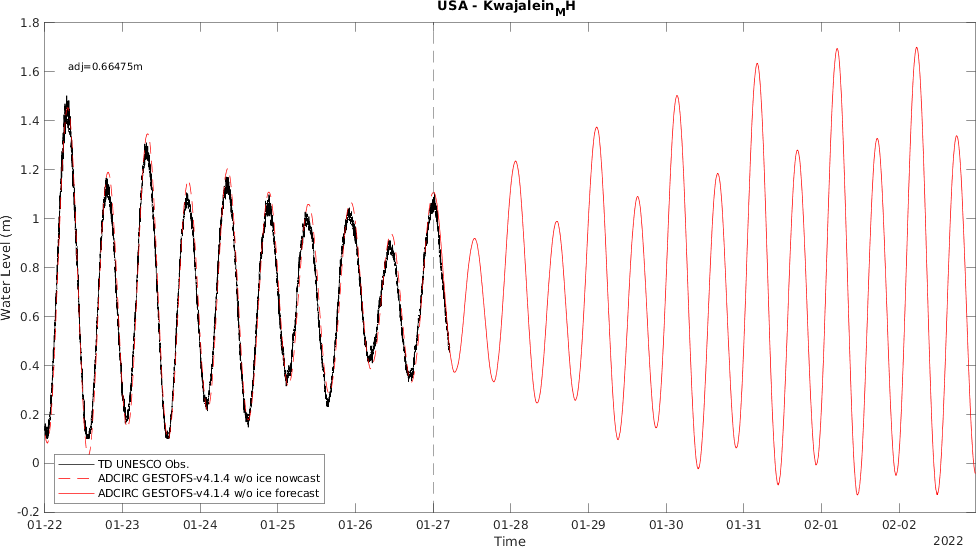 USA - KwajaleinMH
adj=0.66475m
Water Level (m)
1.8
1.6
1.4
1.2
1
0.8
0.6
0.4
0.2
0
-0.2
TD UNESCO Obs.
ADCIRC GESTOFS-v4.1.4 w/o ice nowcast
ADCIRC GESTOFS-v4.1.4 w/o ice forecast
01-22 01-23 01-24 01-25 01-26 01-27 01-28 01-29 01-30 01-31 02-01 02-02
Time
2022